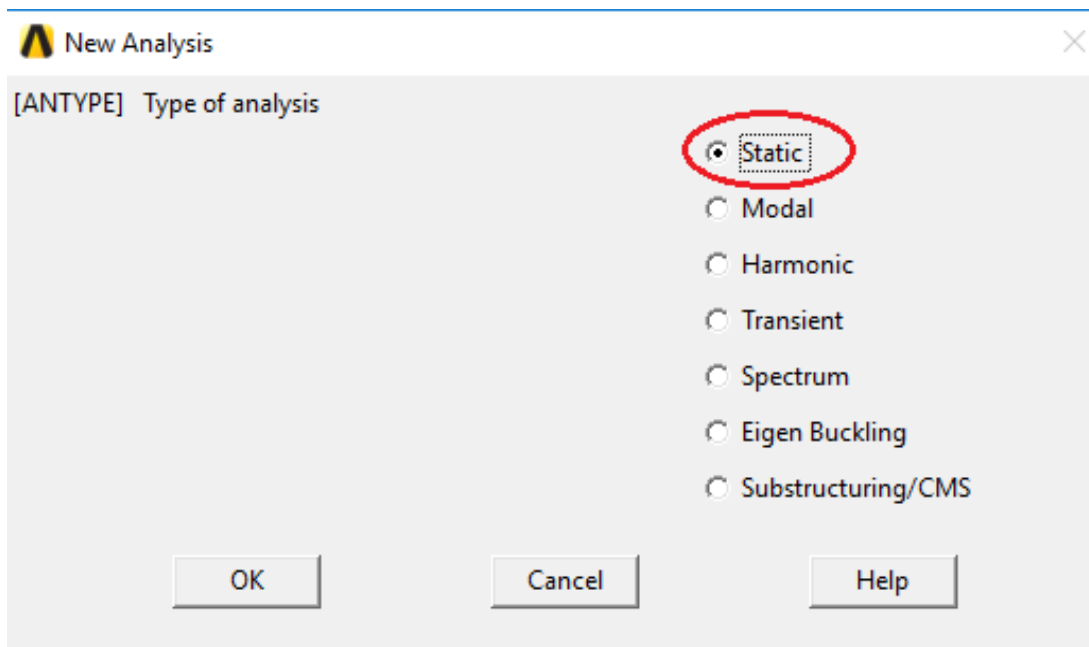 New Analysis
[ANTYPE] Type of analysis
Static
Modal
Harmonic
Transient
Spectrum
Eigen Buckling
Substructuring/CMS
OK Cancel Help